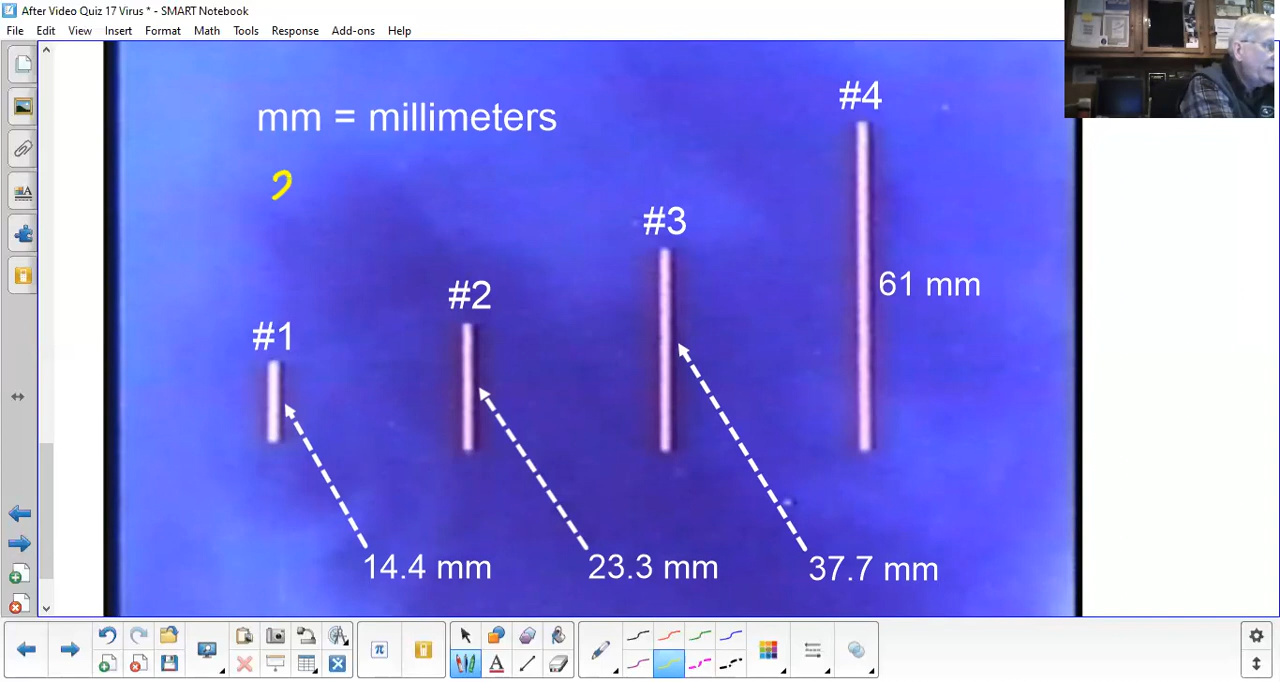 After Video Quiz 17 Virus * - SMART Notebook
File Edit View Insert Format Math Tools Response Add-ons Help
mm = millimeters
#4
#3
61 mm
#2
#1
14.4 mm
23.3 mm
37.7 mm